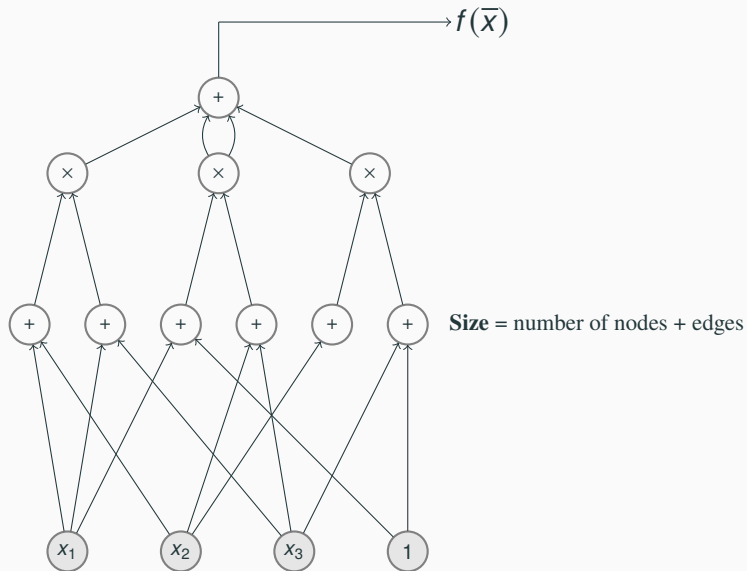 f(x̅)
+
× × ×
+ + + + + +
Size = number of nodes + edges
x₁ x₂ x₃ 1